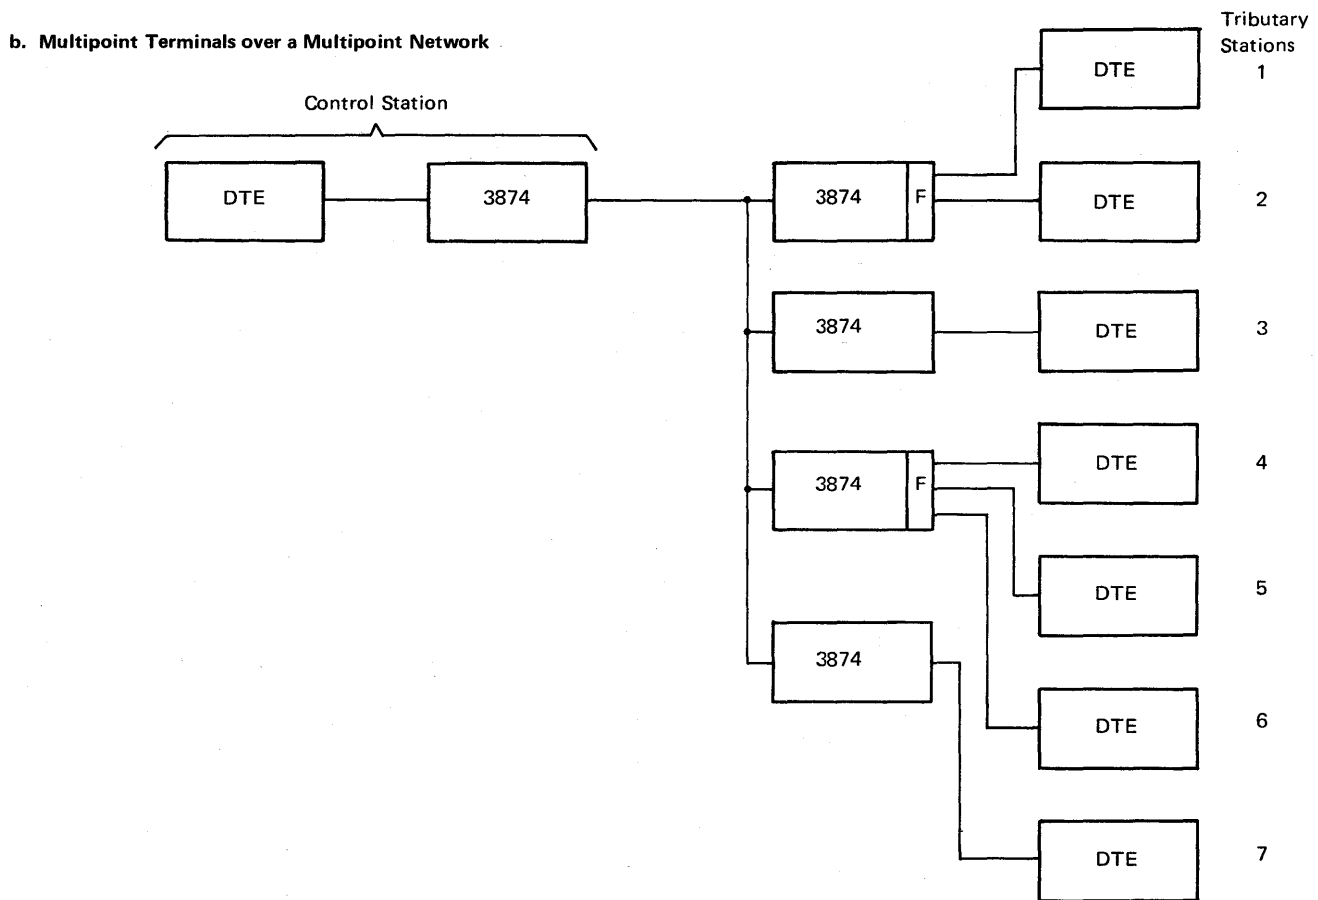 b. Multipoint Terminals over a Multipoint Network
Tributary
Stations
Control Station
DTE
3874
3874
F
DTE
1
DTE
2
3874
DTE
3
3874
F
DTE
4
DTE
5
3874
DTE
6
DTE
7